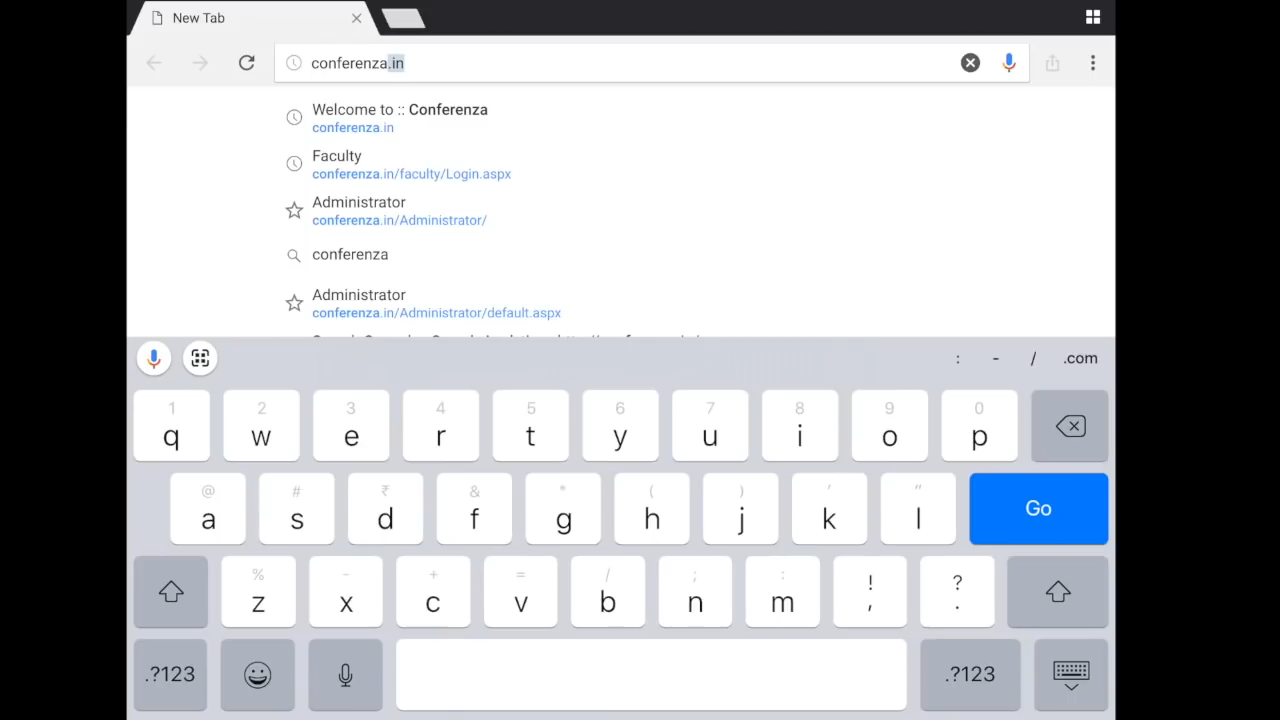 New Tab
conferenza.in
Welcome to :: Conferenza
conferenza.in
Faculty
conferenza.in/faculty/Login.aspx
Administrator
conferenza.in/Administrator/
conferenza
Administrator
conferenza.in/Administrator/default.aspx
: - / .com
1 2 3 4 5 6 7 8 9 0
q w e r t y u i o p
@ # ₹ & * ( ) ' "
a s d f g h j k l Go
% - + = / ; : ! ?
z x c v b n m , .
.?123 .?123